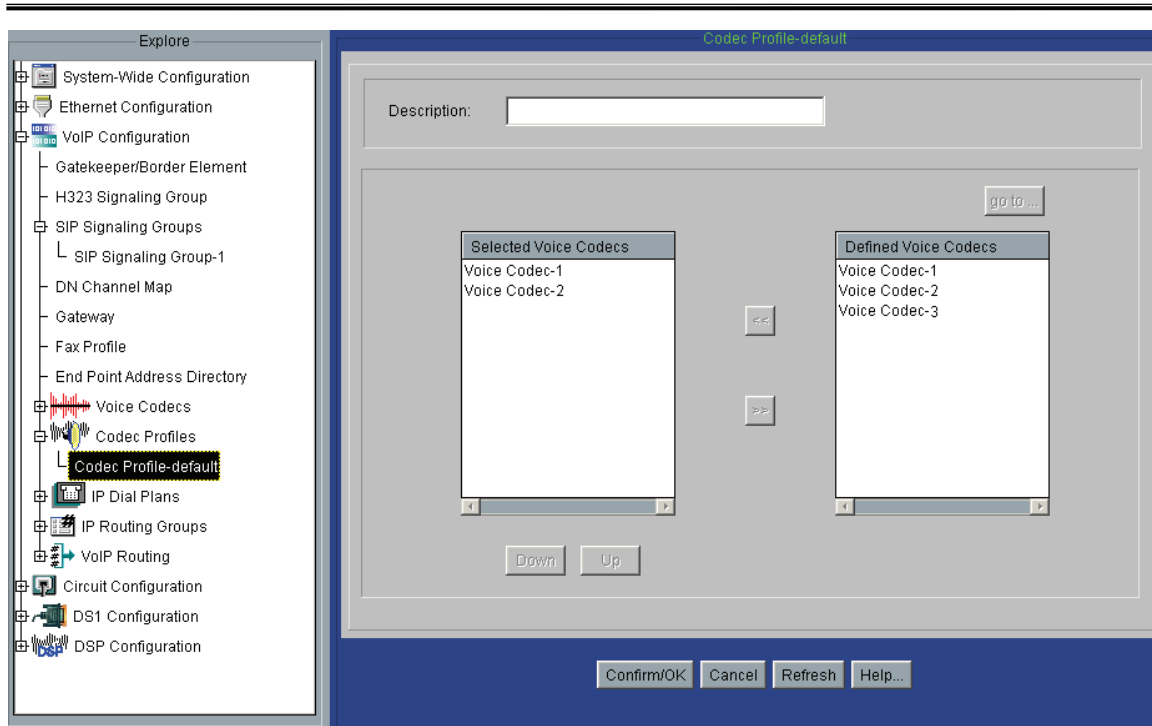 Explore
System-Wide Configuration
Ethernet Configuration
VoIP Configuration
Gatekeeper/Border Element
H323 Signaling Group
SIP Signaling Groups
SIP Signaling Group-1
DN Channel Map
Gateway
Fax Profile
End Point Address Directory
Voice Codecs
Codec Profiles
Codec Profile-default
IP Dial Plans
IP Routing Groups
VoIP Routing
Circuit Configuration
DS1 Configuration
DSP Configuration
Codec Profile-default
Description:
go to ...
Selected Voice Codecs
Voice Codec-1
Voice Codec-2
<<
>>
Defined Voice Codecs
Voice Codec-1
Voice Codec-2
Voice Codec-3
Down Up
Confirm/OK Cancel Refresh Help...